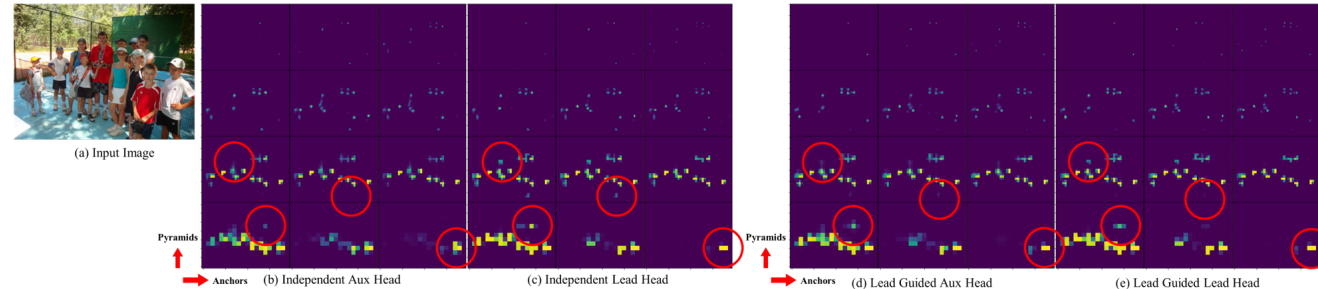 (a) Input Image
Pyramids
Anchors
(b) Independent Aux Head
(c) Independent Lead Head
Pyramids
Anchors
(d) Lead Guided Aux Head
(e) Lead Guided Lead Head